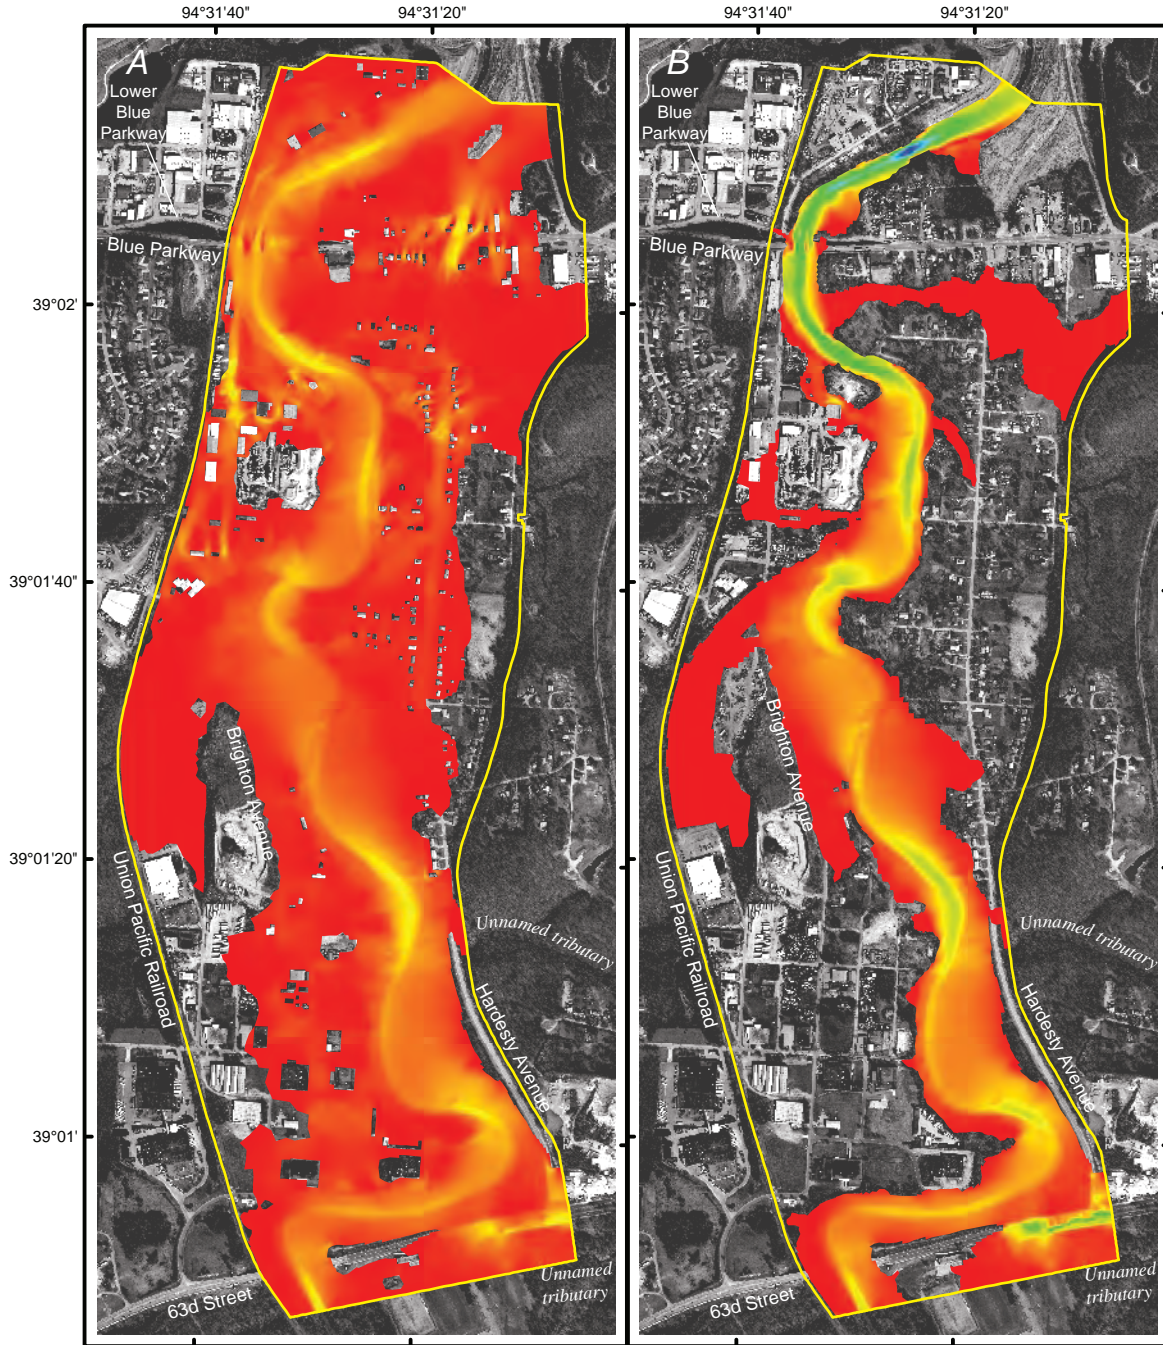 94°31'40" 94°31'20" 94°31'40" 94°31'20"
A
B
Lower
Blue
Parkway
Lower
Blue
Parkway
Blue Parkway
Blue Parkway
39°02'
39°01'40"
Brighton Avenue
Brighton Avenue
39°01'20"
Union Pacific Railroad
Union Pacific Railroad
Unnamed tributary
Unnamed tributary
Hardesty Avenue
Hardesty Avenue
39°01'
Unnamed
tributary
Unnamed
tributary
63d Street
63d Street